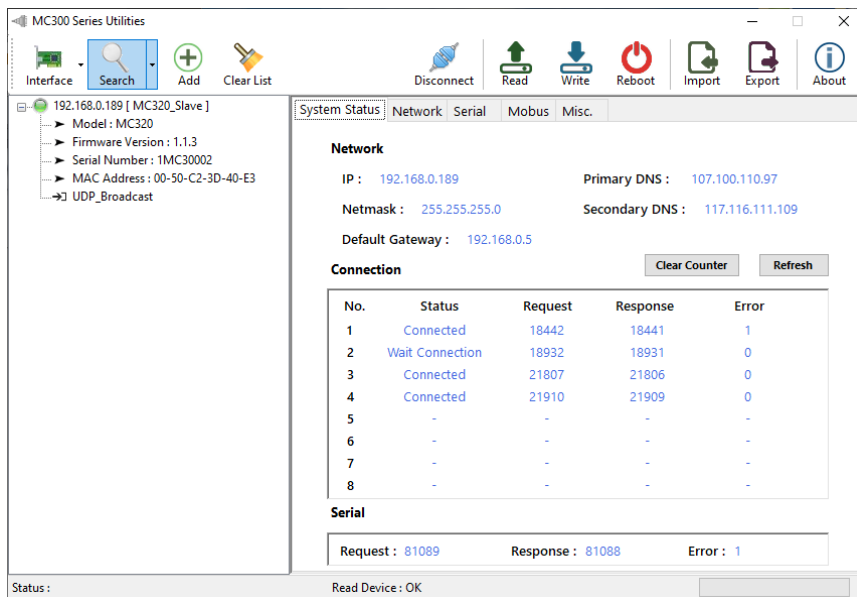 MC300 Series Utilities
Interface Search Add Clear List Disconnect Read Write Reboot Import Export About
192.168.0.189 [ MC320_Slave ]
Model : MC320
Firmware Version : 1.1.3
Serial Number : 1MC30002
MAC Address : 00-50-C2-3D-40-E3
UDP_Broadcast
System Status Network Serial Mobus Misc.
Network
IP : 192.168.0.189 Primary DNS : 107.100.110.97
Netmask : 255.255.255.0 Secondary DNS : 117.116.111.109
Default Gateway : 192.168.0.5
Connection Clear Counter Refresh
No. Status Request Response Error
1 Connected 18442 18441 1
2 Wait Connection 18932 18931 0
3 Connected 21807 21806 0
4 Connected 21910 21909 0
5 - - - -
6 - - - -
7 - - - -
8 - - - -
Serial
Request : 81089 Response : 81088 Error : 1
Status : Read Device : OK